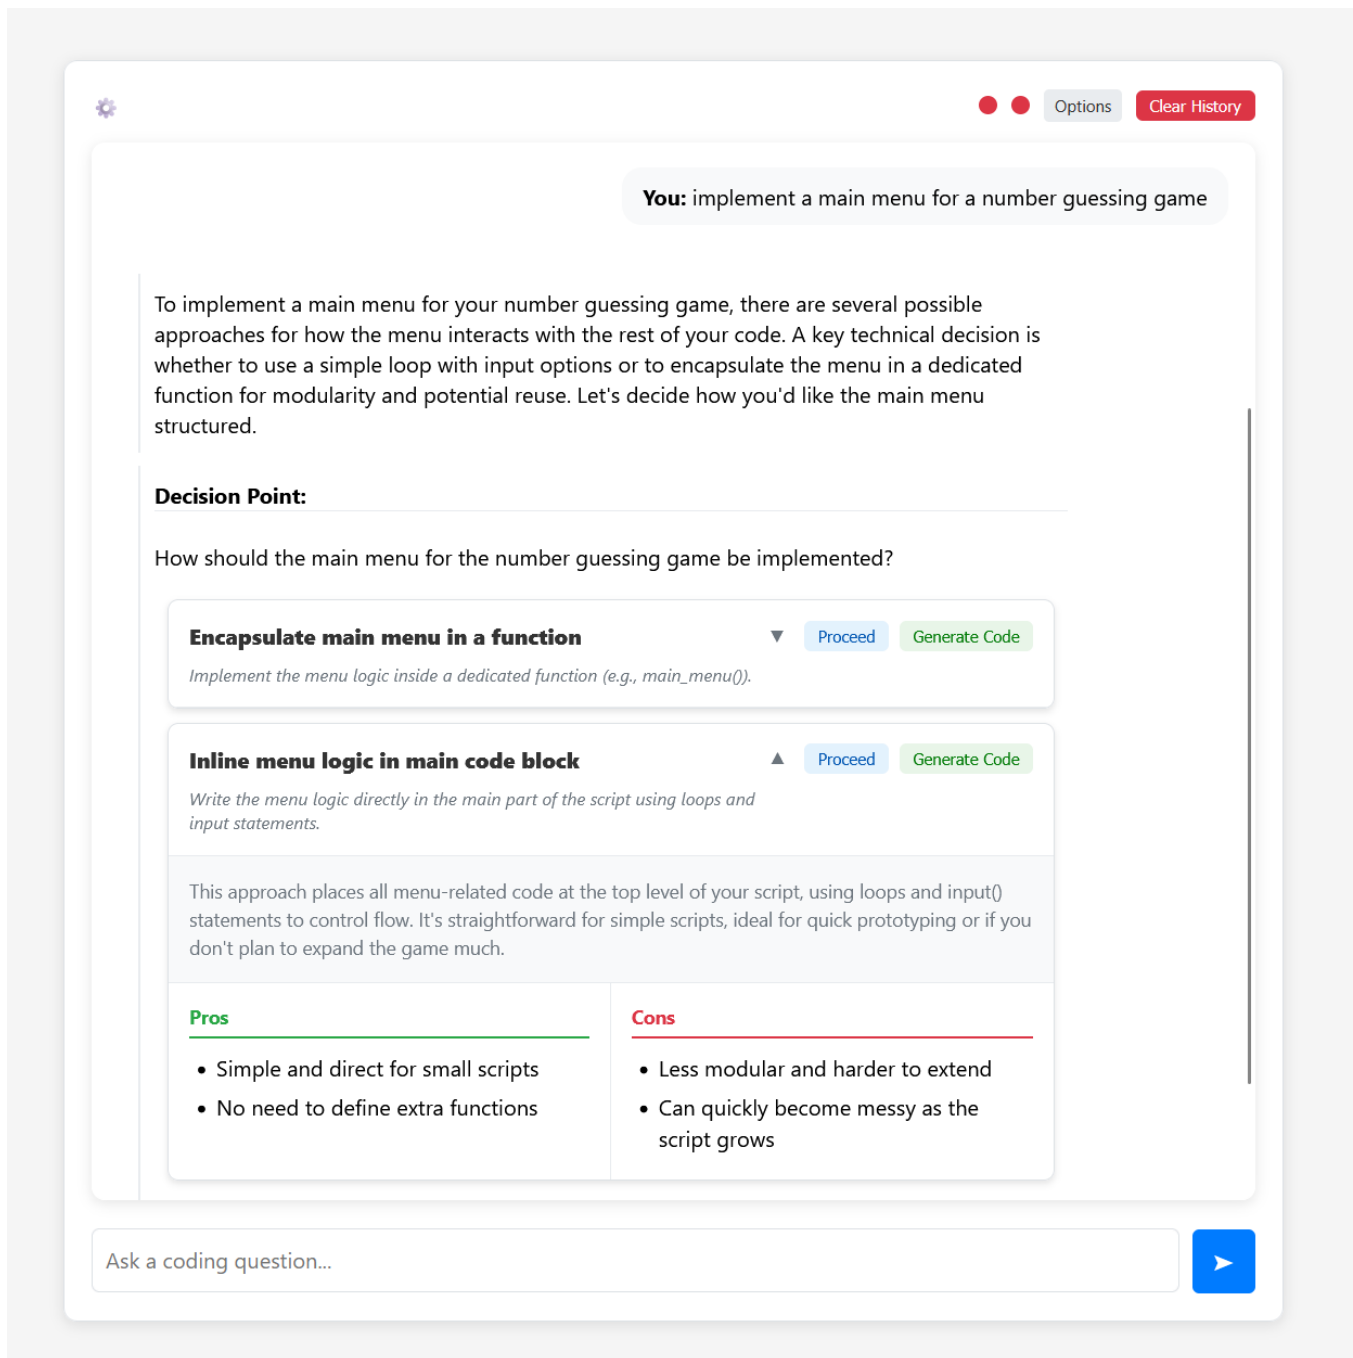 Options
Clear History
You: implement a main menu for a number guessing game
To implement a main menu for your number guessing game, there are several possible
approaches for how the menu interacts with the rest of your code. A key technical decision is
whether to use a simple loop with input options or to encapsulate the menu in a dedicated
function for modularity and potential reuse. Let's decide how you'd like the main menu
structured.
Decision Point:
How should the main menu for the number guessing game be implemented?
Encapsulate main menu in a function
▼
Proceed
Generate Code
Implement the menu logic inside a dedicated function (e.g., main_menu()).
Inline menu logic in main code block
▲
Proceed
Generate Code
Write the menu logic directly in the main part of the script using loops and
input statements.
This approach places all menu-related code at the top level of your script, using loops and input()
statements to control flow. It's straightforward for simple scripts, ideal for quick prototyping or if you
don't plan to expand the game much.
Pros
• Simple and direct for small scripts
• No need to define extra functions
Cons
• Less modular and harder to extend
• Can quickly become messy as the
script grows
Ask a coding question...
➤